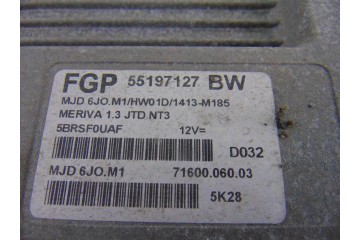 FGP 55197127 BW
MJD 6JO.M1/HW01D/1413-M185
MERIVA 1.3 JTD NT3
5BRSF0UAF 12V=
D032
MJD 6JO.M1 71600.060.03
5K28